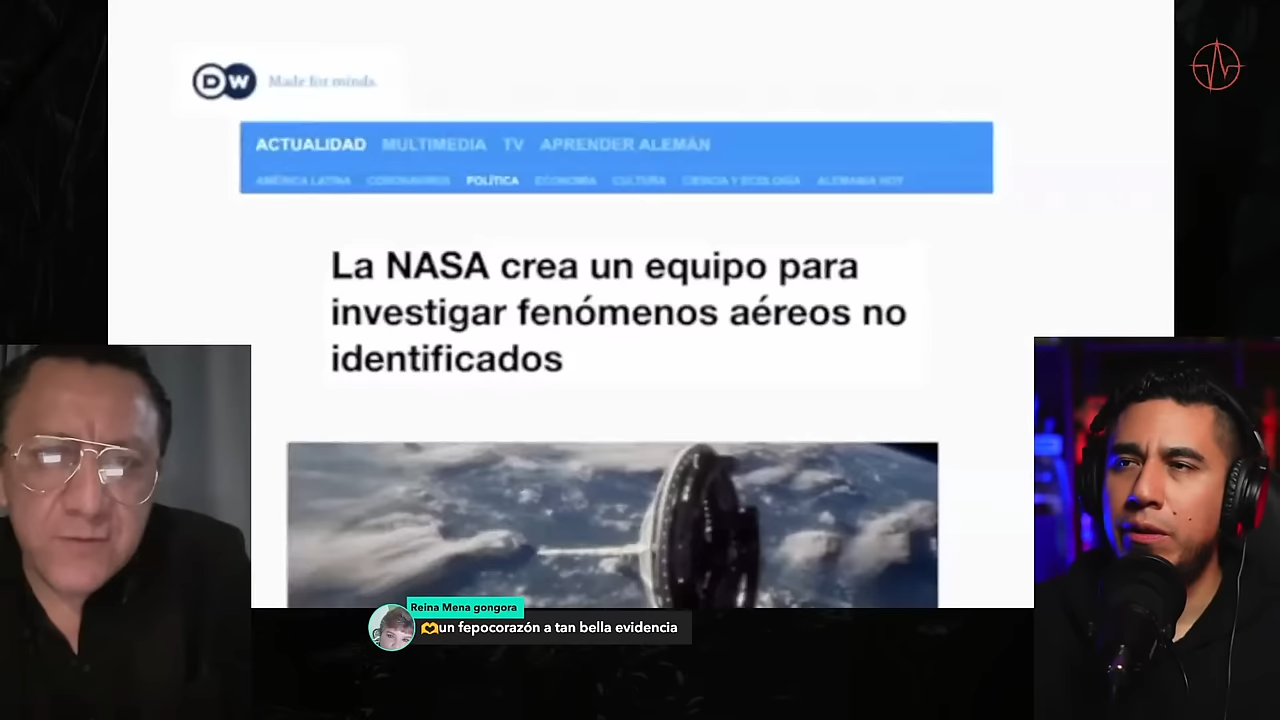 DW Made for minds.
ACTUALIDAD MULTIMEDIA TV APRENDER ALEMÁN
AMÉRICA LATINA CORONAVIRUS POLÍTICA ECONOMÍA CULTURA CIENCIA Y ECOLOGÍA ALEMANIA HOY
La NASA crea un equipo para
investigar fenómenos aéreos no
identificados
Reina Mena gongora
🫶un fepocorazón a tan bella evidencia